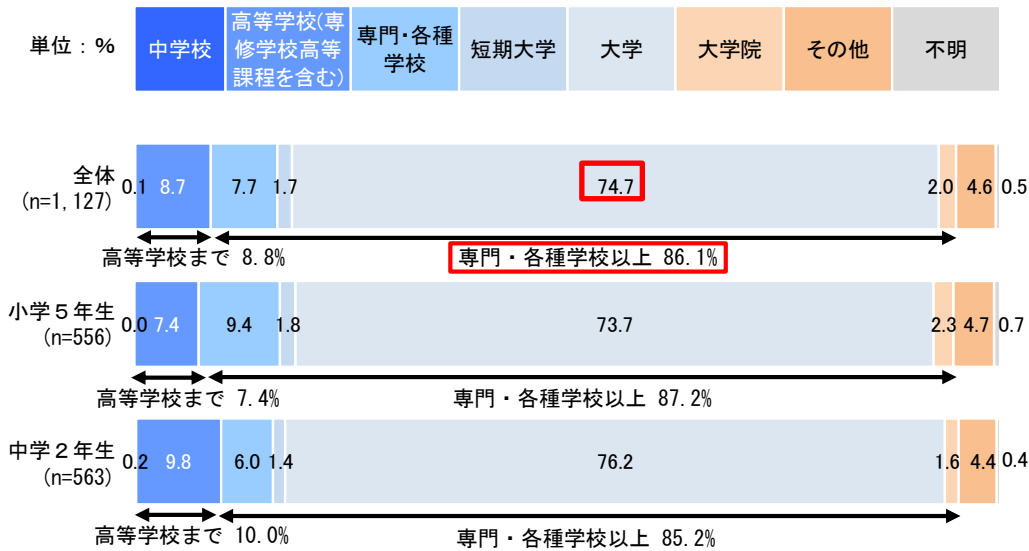 単位：％
中学校
高等学校(専
修学校高等
課程を含む)
専門・各種
学校
短期大学
大学
大学院
その他
不明
全体
(n=1,127)
0.1 8.7 7.7 1.7 74.7 2.0 4.6 0.5
高等学校まで 8.8% 専門・各種学校以上 86.1%
小学５年生
(n=556)
0.0 7.4 9.4 1.8 73.7 2.3 4.7 0.7
高等学校まで 7.4% 専門・各種学校以上 87.2%
中学２年生
(n=563)
0.2 9.8 6.0 1.4 76.2 1.6 4.4 0.4
高等学校まで 10.0% 専門・各種学校以上 85.2%